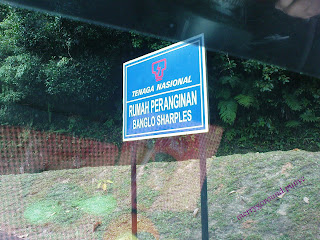 TENAGA NASIONAL
RUMAH PERANGINAN
BANGLO SHARPLES